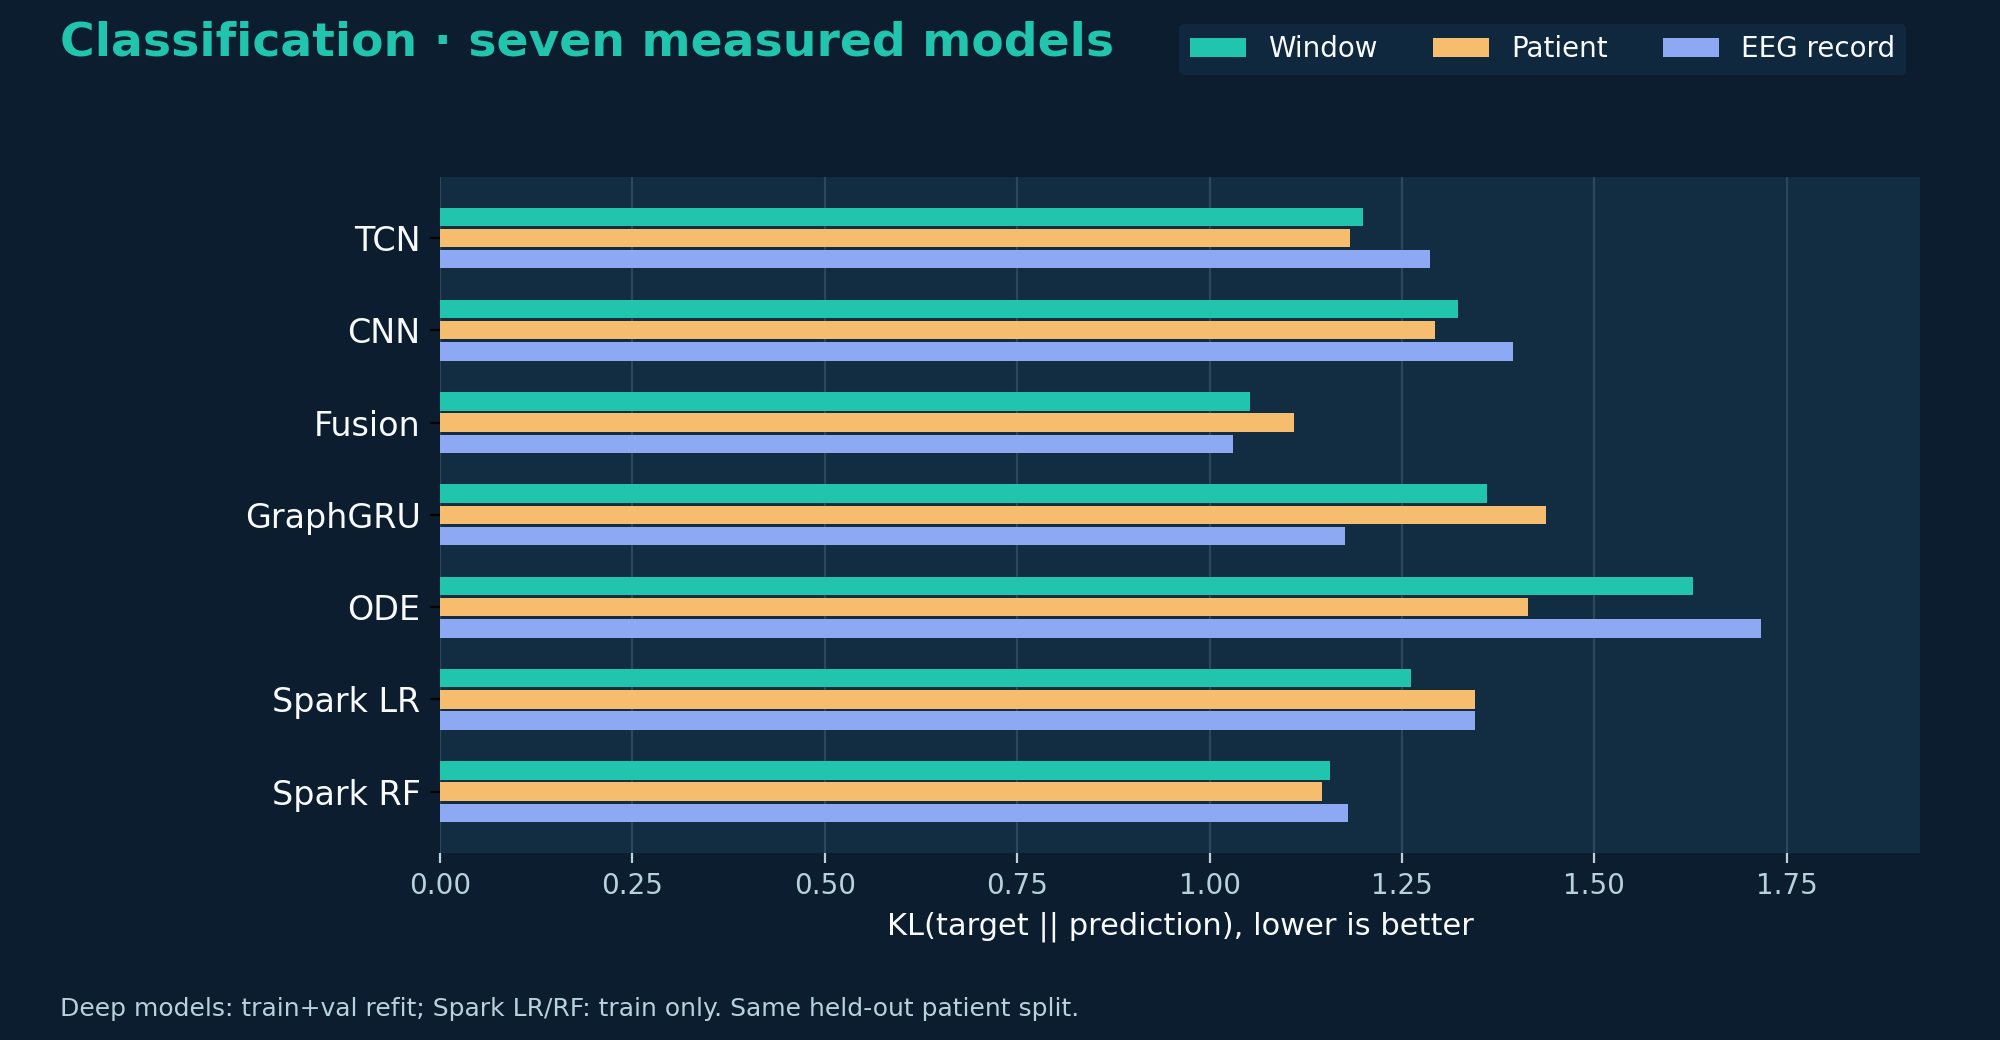 Classification · seven measured models
Window Patient EEG record
TCN
CNN
Fusion
GraphGRU
ODE
Spark LR
Spark RF
0.00 0.25 0.50 0.75 1.00 1.25 1.50 1.75
KL(target || prediction), lower is better
Deep models: train+val refit; Spark LR/RF: train only. Same held-out patient split.